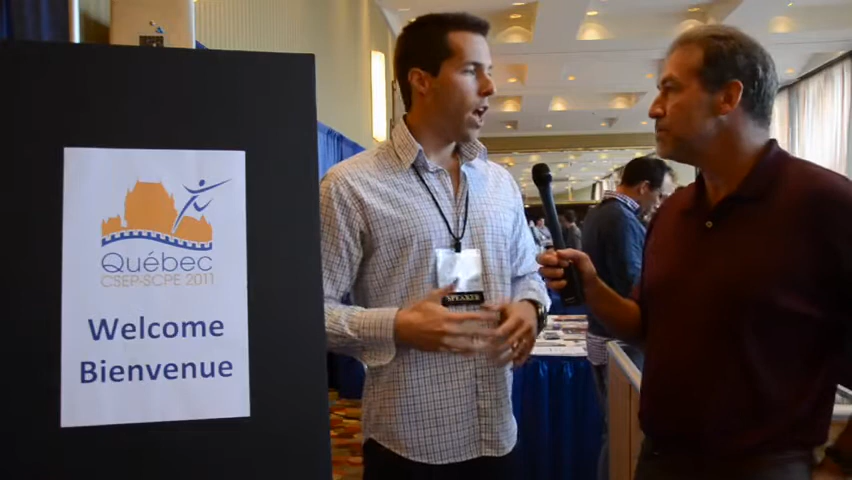 Québec
CSEP-SCPE 2011
Welcome
Bienvenue
SPEAKER